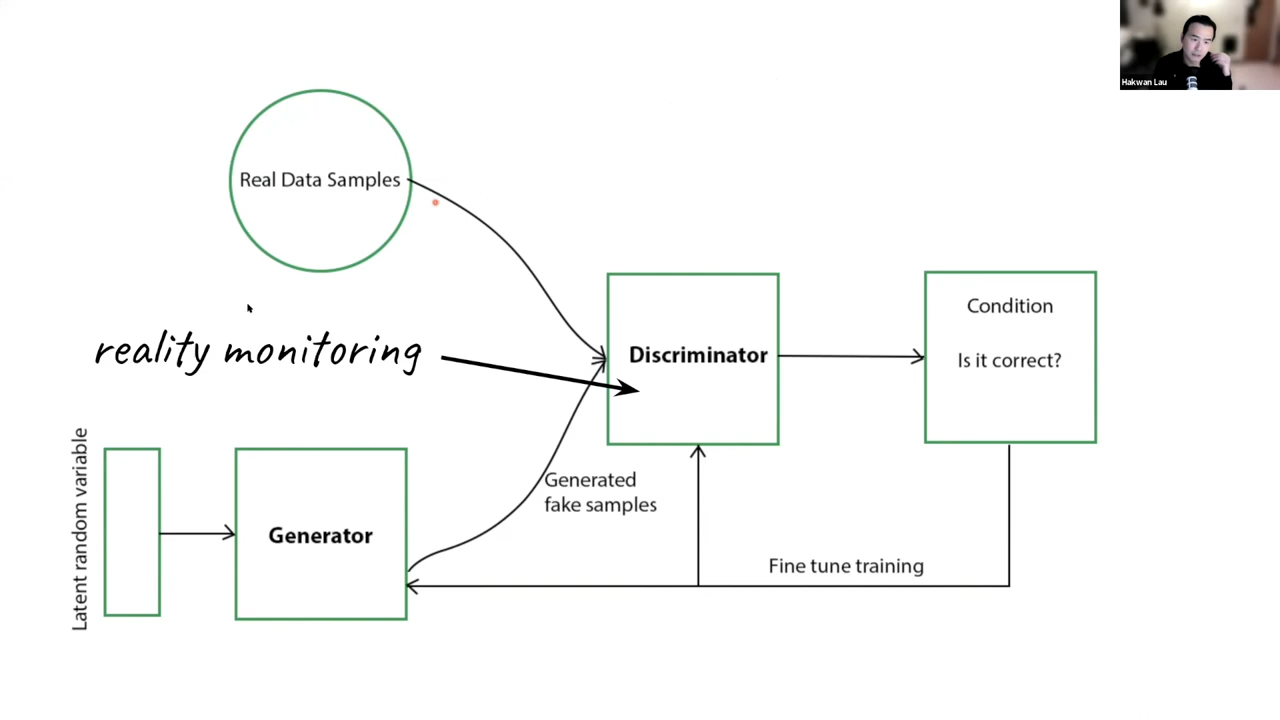 Hakwan Lau
Real Data Samples
reality monitoring
Discriminator
Condition
Is it correct?
Latent random variable
Generator
Generated
fake samples
Fine tune training